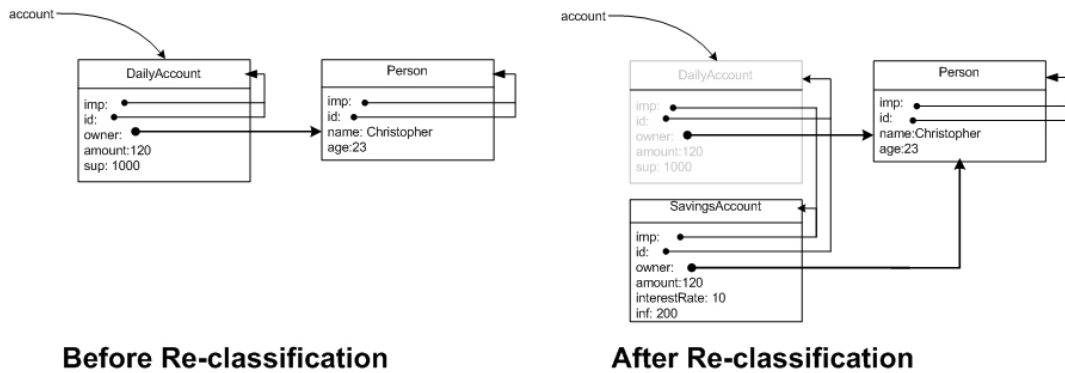 account
DailyAccount
imp:
id:
owner:
amount:120
sup: 1000
Person
imp:
id:
name: Christopher
age:23
Before Re-classification
account
DailyAccount
imp:
id:
owner:
amount:120
sup: 1000
Person
imp:
id:
name:Christopher
age:23
SavingsAccount
imp:
id:
owner:
amount:120
interestRate: 10
inf: 200
After Re-classification